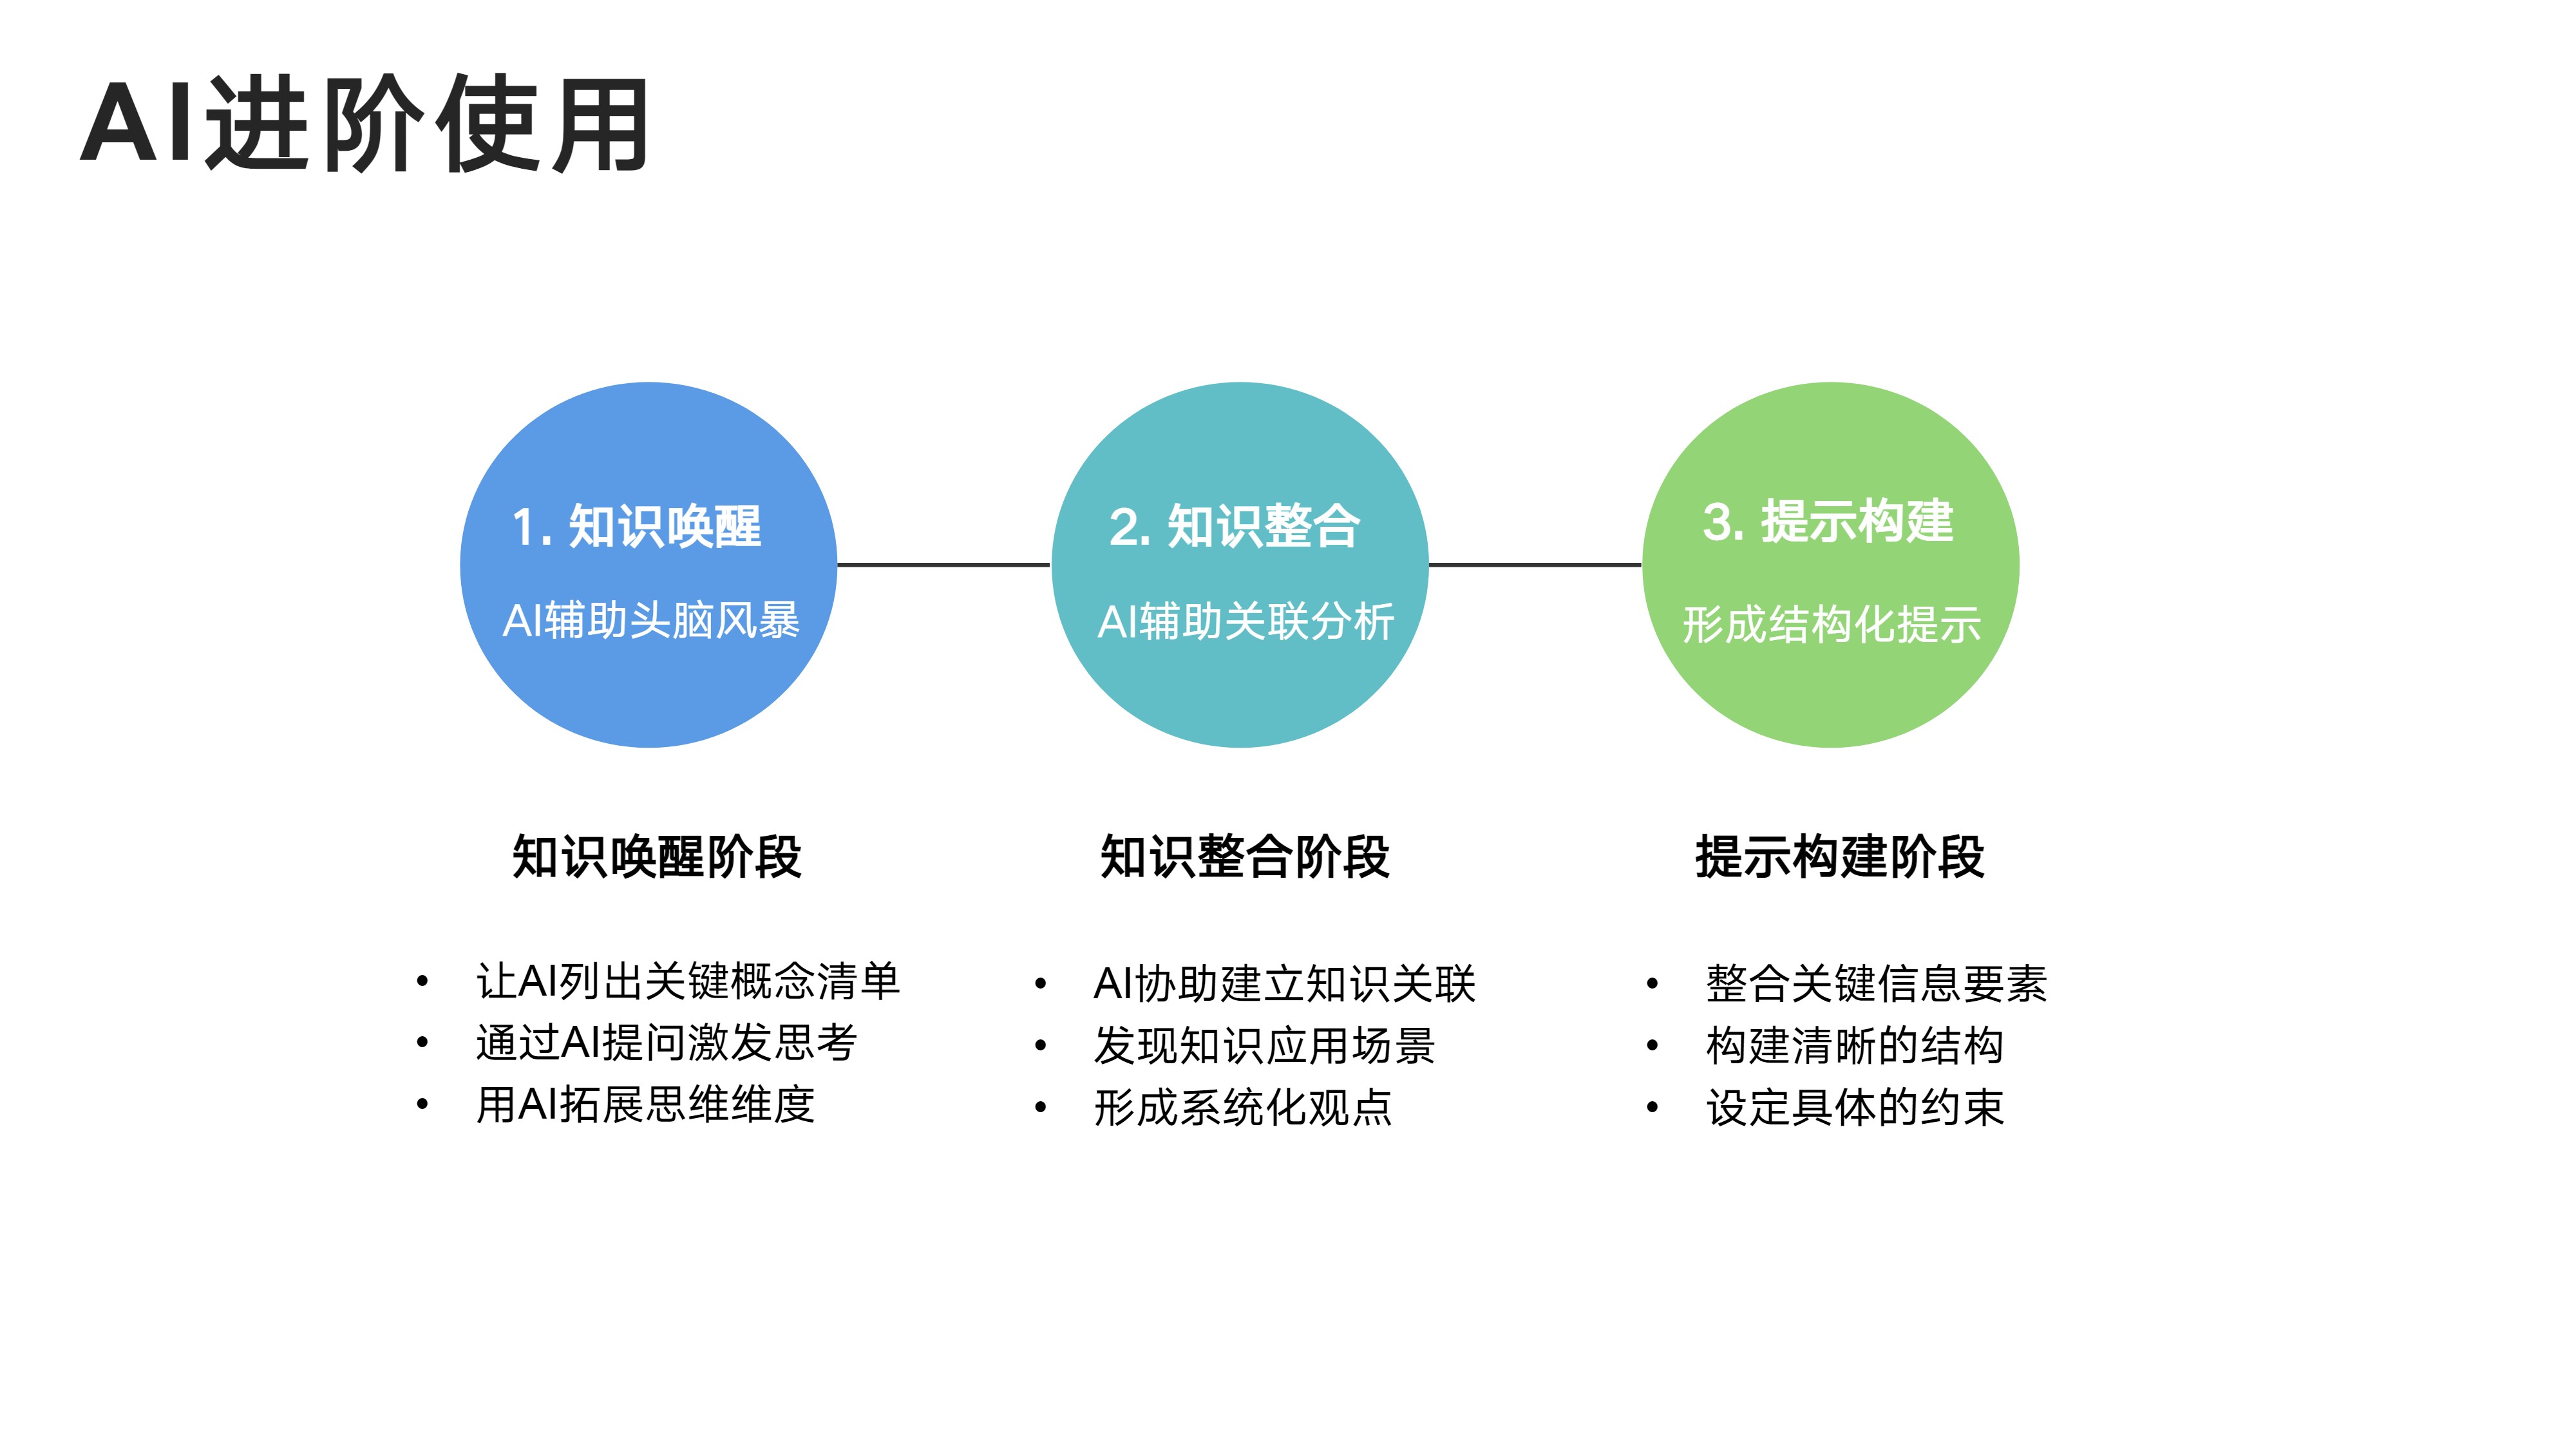 AI进阶使用
1. 知识唤醒
AI辅助头脑风暴
2. 知识整合
AI辅助关联分析
3. 提示构建
形成结构化提示
知识唤醒阶段
• 让AI列出关键概念清单
• 通过AI提问激发思考
• 用AI拓展思维维度
知识整合阶段
• AI协助建立知识关联
• 发现知识应用场景
• 形成系统化观点
提示构建阶段
• 整合关键信息要素
• 构建清晰的结构
• 设定具体的约束